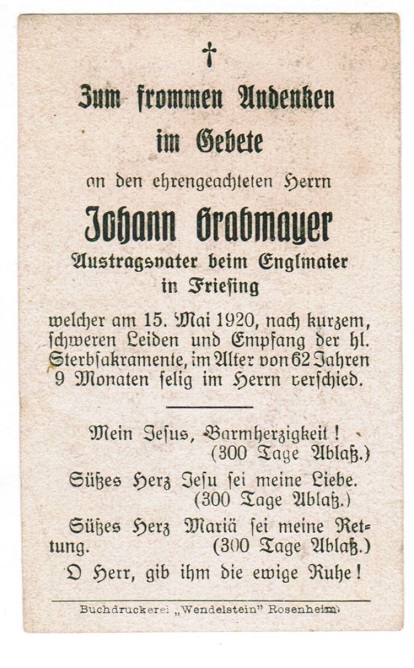 †
Zum frommen Andenken
im Gebete
an den ehrengeachteten Herrn
Johann Grabmayer
Austragsvater beim Englmaier
in Friesing
welcher am 15. Mai 1920, nach kurzem,
schweren Leiden und Empfang der hl.
Sterbsakramente, im Alter von 62 Jahren
9 Monaten selig im Herrn verschied.
Mein Jesus, Barmherzigkeit!
(300 Tage Ablaß.)
Süßes Herz Jesu sei meine Liebe.
(300 Tage Ablaß.)
Süßes Herz Mariä sei meine Ret=
tung. (300 Tage Ablaß.)
O Herr, gib ihm die ewige Ruhe!
Buchdruckerei „Wendelstein" Rosenheim.